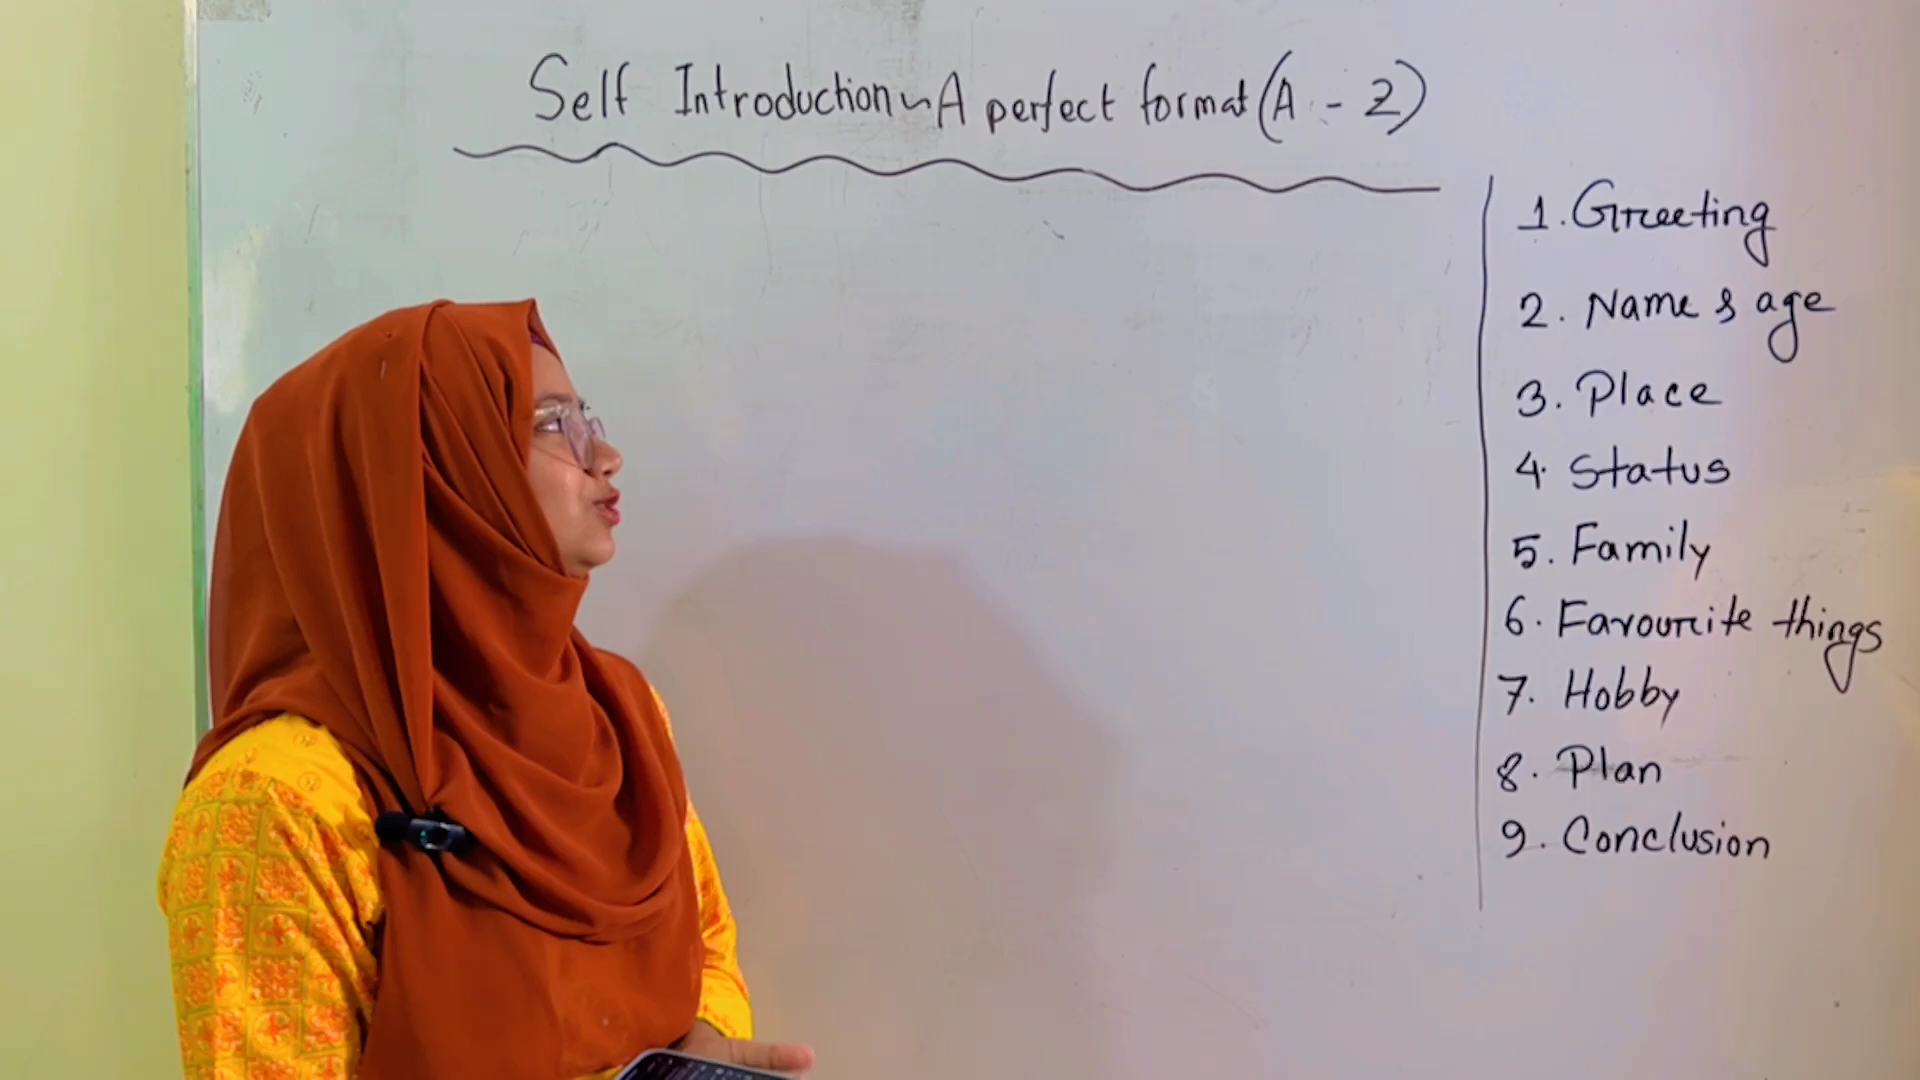 Self Introduction ~ A perfect format (A - Z)
1. Greeting
2. Name & age
3. Place
4. Status
5. Family
6. Favourite things
7. Hobby
8. Plan
9. Conclusion